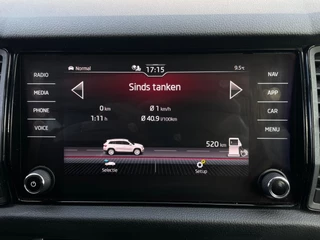 Normal 17:15 9.5°c
RADIO
MEDIA
PHONE
VOICE
Sinds tanken
0 km Ø 1 km/h
1:11 h Ø 40.9 l/100km
520 km
Selectie Setup
NAV
APP
CAR
MENU